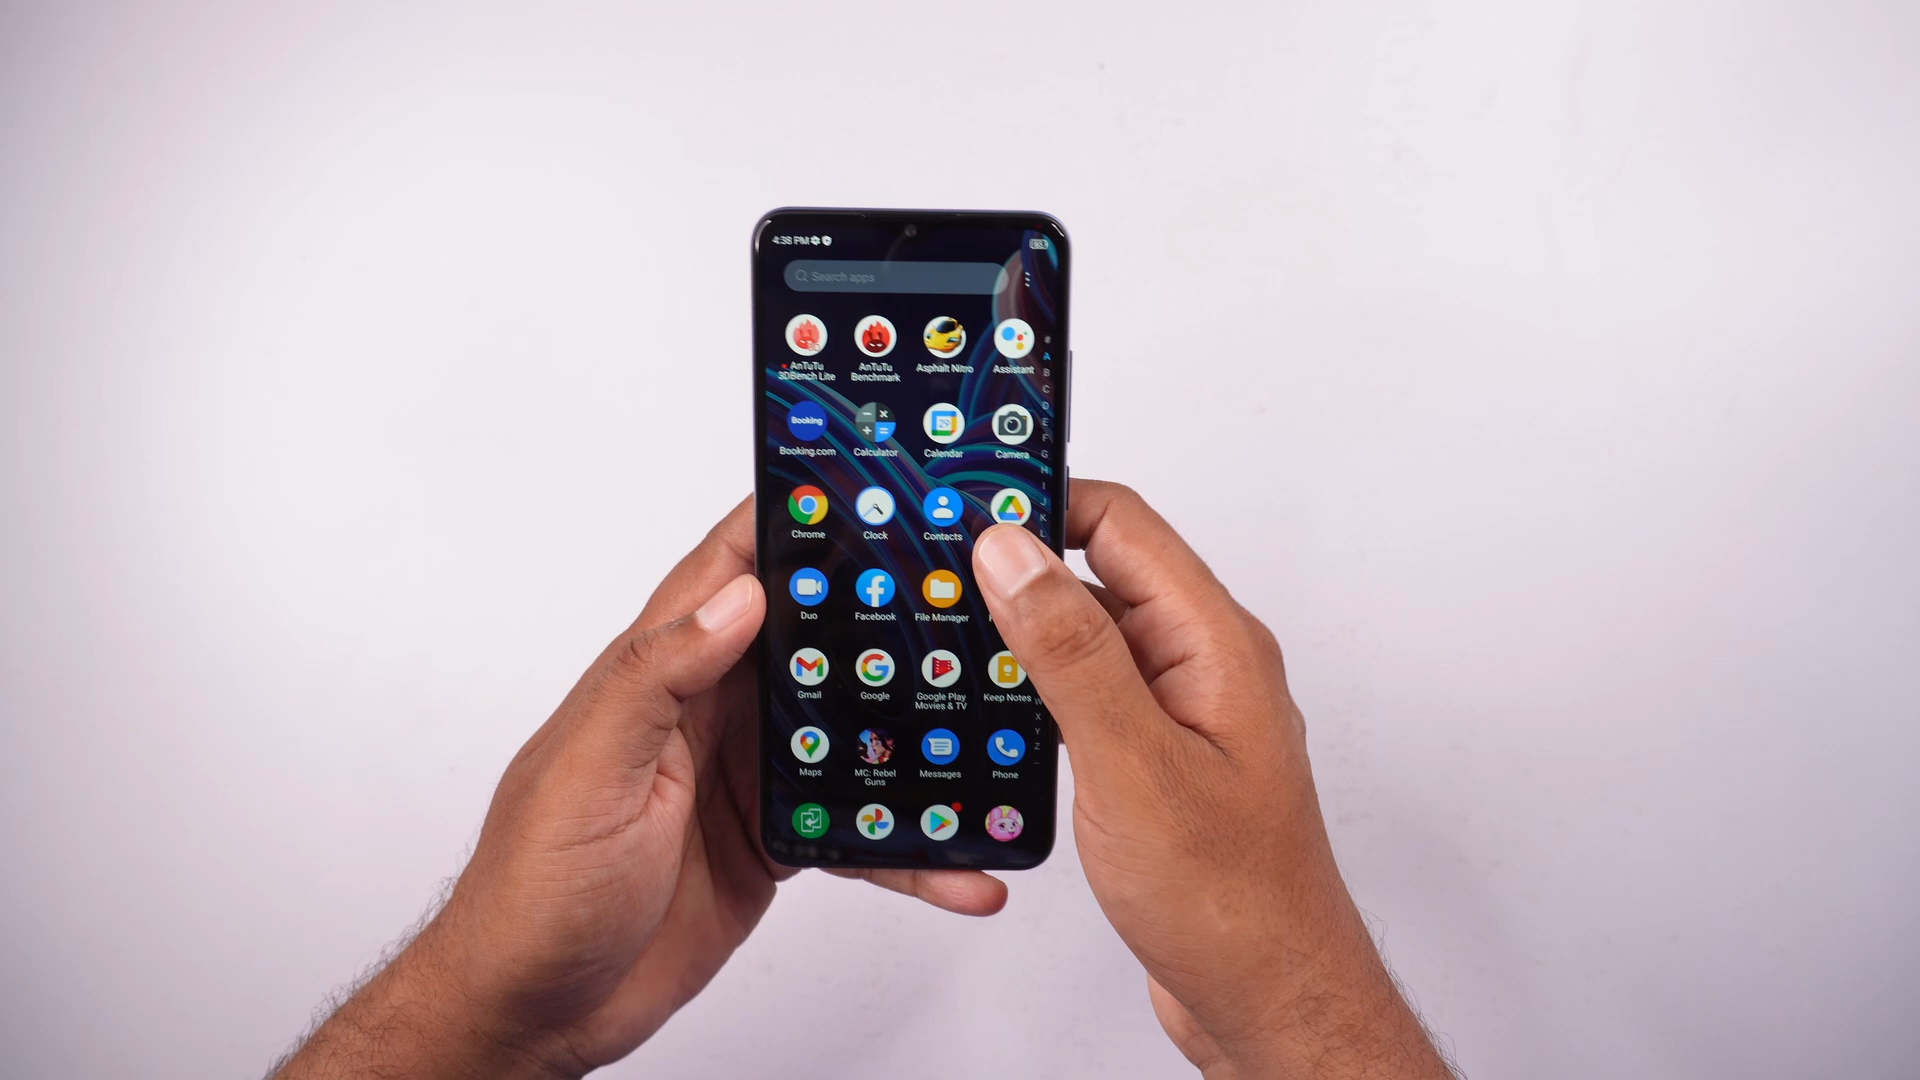 4:38 PM
Search apps
AnTuTu 3DBench Lite
AnTuTu Benchmark
Asphalt Nitro
Assistant
Booking
Booking.com
Calculator
29
Calendar
Camera
Chrome
Clock
Contacts
Duo
Facebook
File Manager
Gmail
Google
Google Play Movies & TV
Keep Notes
Maps
MC: Rebel Guns
Messages
Phone
#
A
B
C
D
E
F
G
H
I
J
K
L
W
X
Y
Z